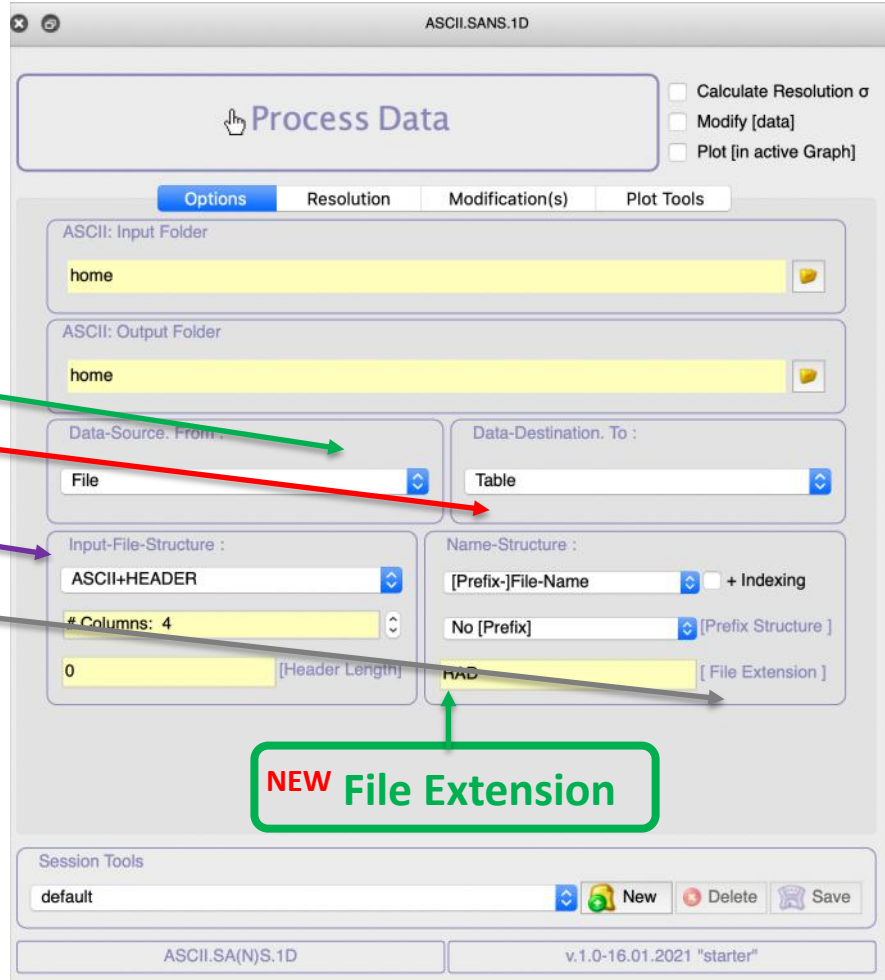 ASCII.SANS.1D
Process Data
Calculate Resolution σ
Modify [data]
Plot [in active Graph]
Options Resolution Modification(s) Plot Tools
ASCII: Input Folder
home
ASCII: Output Folder
home
Data-Source. From : Data-Destination. To :
File Table
Input-File-Structure : Name-Structure :
ASCII+HEADER [Prefix-]File-Name + Indexing
# Columns: 4 No [Prefix] [Prefix Structure ]
0 [Header Length] RAD [ File Extension ]
NEW File Extension
Session Tools
default New Delete Save
ASCII.SA(N)S.1D v.1.0-16.01.2021 "starter"